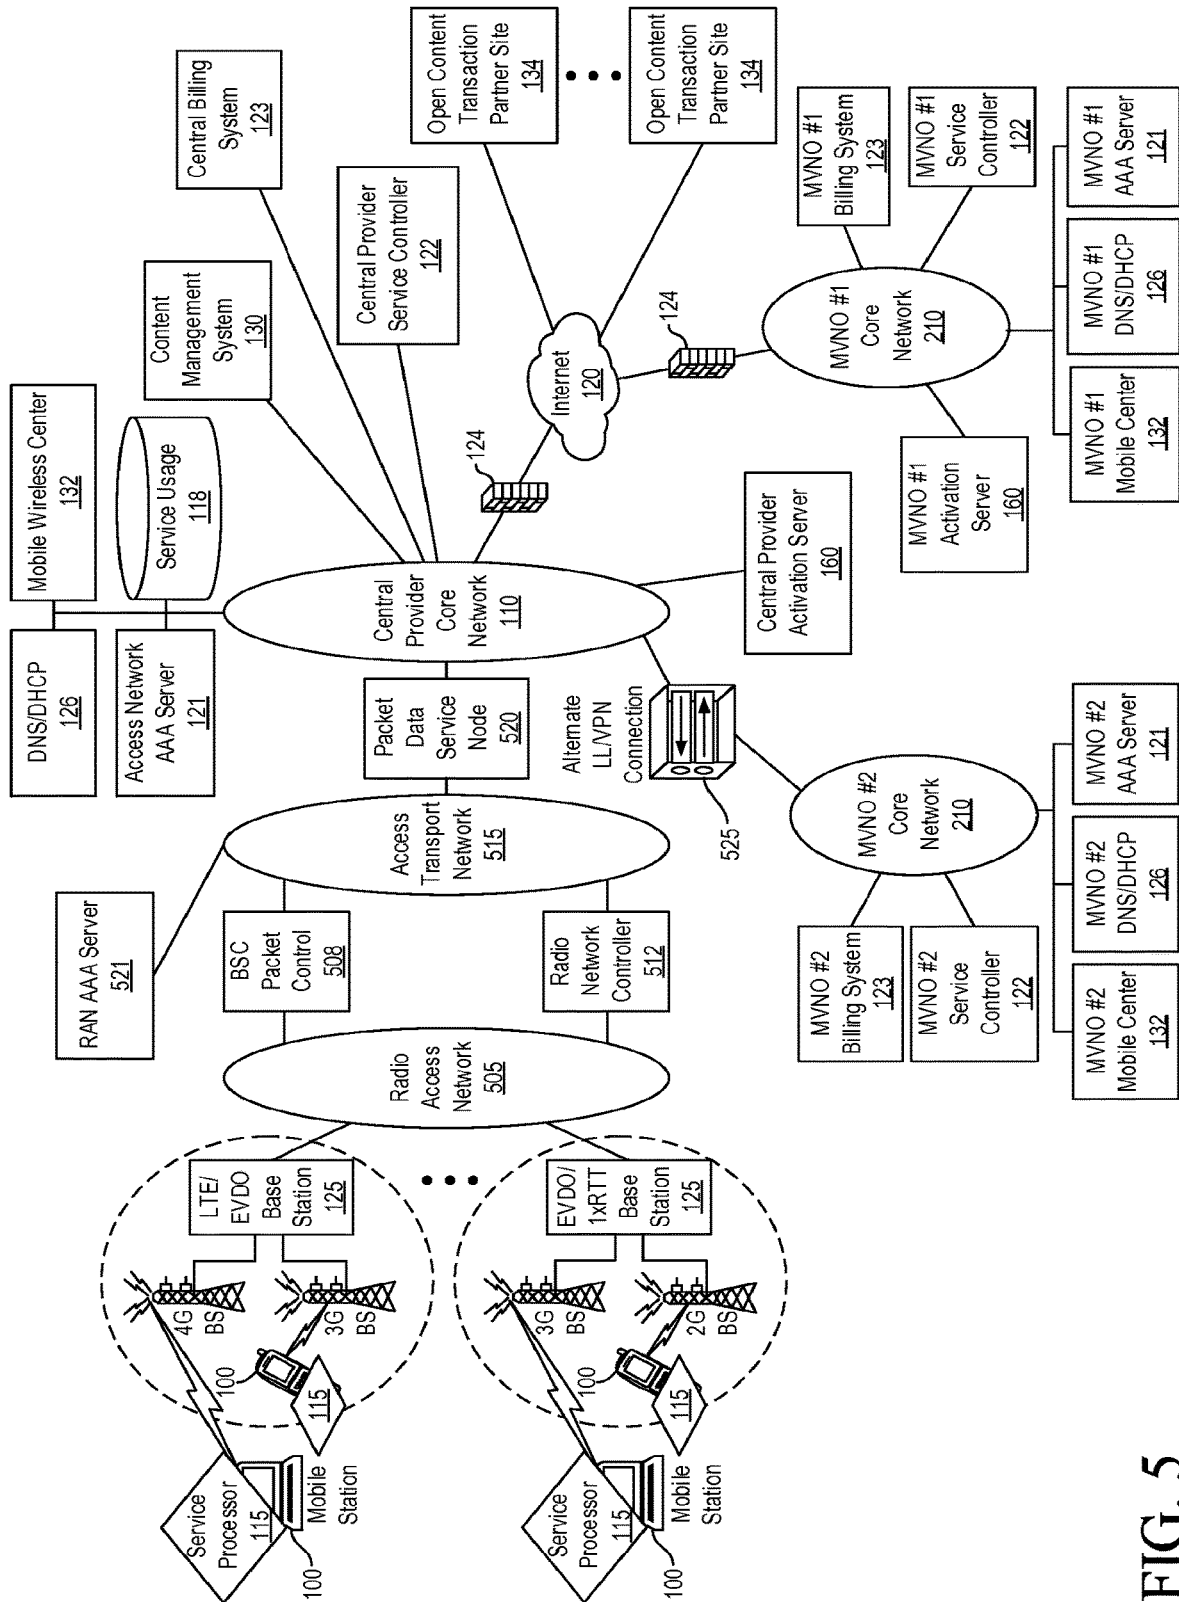 Mobile Wireless Center
132
DNS/DHCP
126
Service Usage
118
Access Network
AAA Server
121
Content
Management
System
130
Central Billing
System
123
Central Provider
Service Controller
122
RAN AAA Server
521
Service
Processor
115
100
Mobile
Station
100
115
4G
BS
3G
BS
LTE/
EVDO
Base
Station
125
Service
Processor
115
100
Mobile
Station
100
115
3G
BS
2G
BS
EVDO/
1xRTT
Base
Station
125
Radio
Access
Network
505
BSC
Packet
Control
508
Radio
Network
Controller
512
Access
Transport
Network
515
Packet
Data
Service
Node
520
Central
Provider
Core
Network
110
124
Internet
120
Open Content
Transaction
Partner Site
134
Open Content
Transaction
Partner Site
134
Alternate
LL/VPN
Connection
525
Central Provider
Activation Server
160
124
MVNO #2
Core
Network
210
MVNO #2
Billing System
123
MVNO #2
Service
Controller
122
MVNO #2
Mobile Center
132
MVNO #2
DNS/DHCP
126
MVNO #2
AAA Server
121
MVNO #1
Core
Network
210
MVNO #1
Activation
Server
160
MVNO #1
Billing System
123
MVNO #1
Service
Controller
122
MVNO #1
Mobile Center
132
MVNO #1
DNS/DHCP
126
MVNO #1
AAA Server
121
FIG. 5